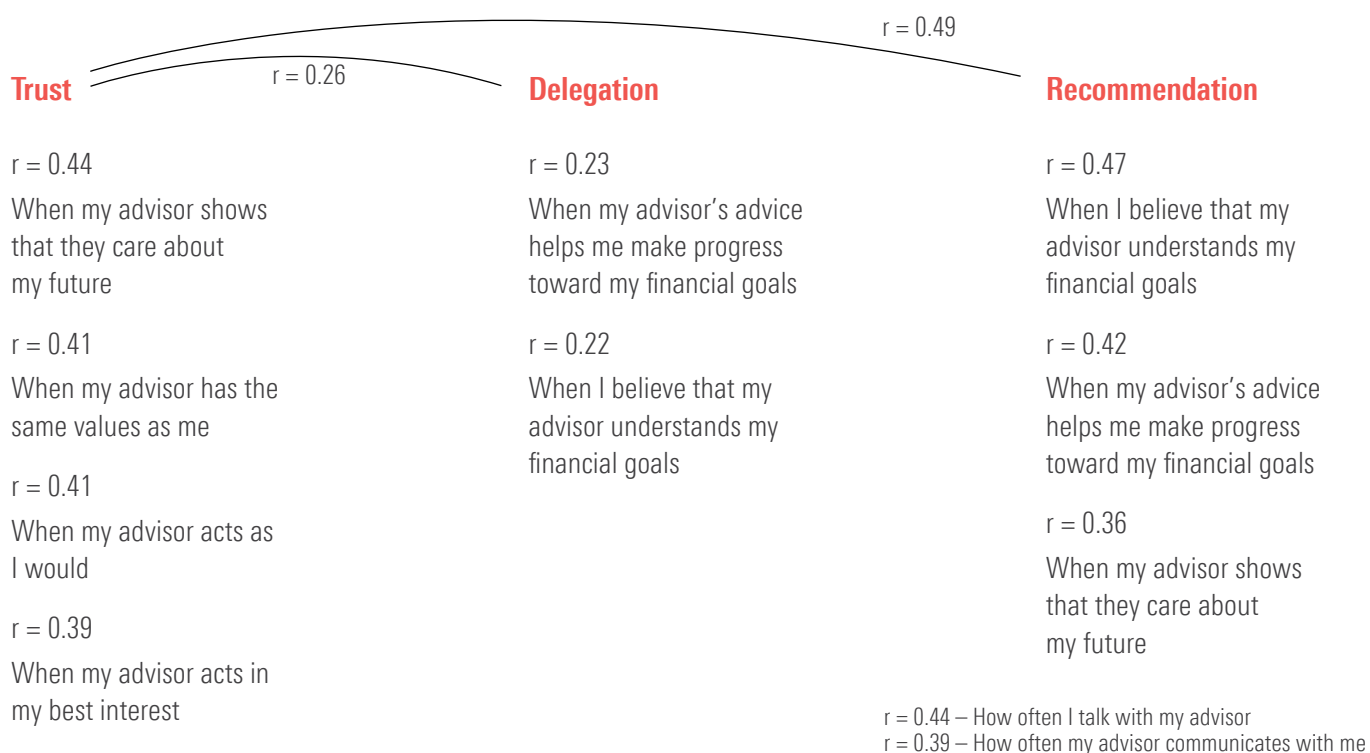 r = 0.49
r = 0.26
Trust
Delegation
Recommendation
r = 0.44
When my advisor shows
that they care about
my future
r = 0.41
When my advisor has the
same values as me
r = 0.41
When my advisor acts as
I would
r = 0.39
When my advisor acts in
my best interest
r = 0.23
When my advisor’s advice
helps me make progress
toward my financial goals
r = 0.22
When I believe that my
advisor understands my
financial goals
r = 0.47
When I believe that my
advisor understands my
financial goals
r = 0.42
When my advisor’s advice
helps me make progress
toward my financial goals
r = 0.36
When my advisor shows
that they care about
my future
r = 0.44 – How often I talk with my advisor
r = 0.39 – How often my advisor communicates with me